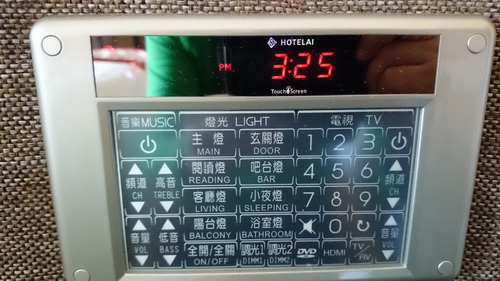 HOTELAI
PM 3:25
Touch Screen
音樂MUSIC 燈光 LIGHT 電視 TV
主 燈 玄關燈 1 2 3
MAIN DOOR
閱讀燈 吧台燈 4 5 6
頻道 高音 READING BAR 頻道
CH. TREBLE CH.
客廳燈 小夜燈 7 8 9
LIVING SLEEPING
陽台燈 浴室燈 0
音量 低音 BALCONY BATHROOM 音量
VOL BASS VOL
全開/全關 調光1 調光2 DVD HDMI TV/AV
ON/OFF DIMM1 DIMM2